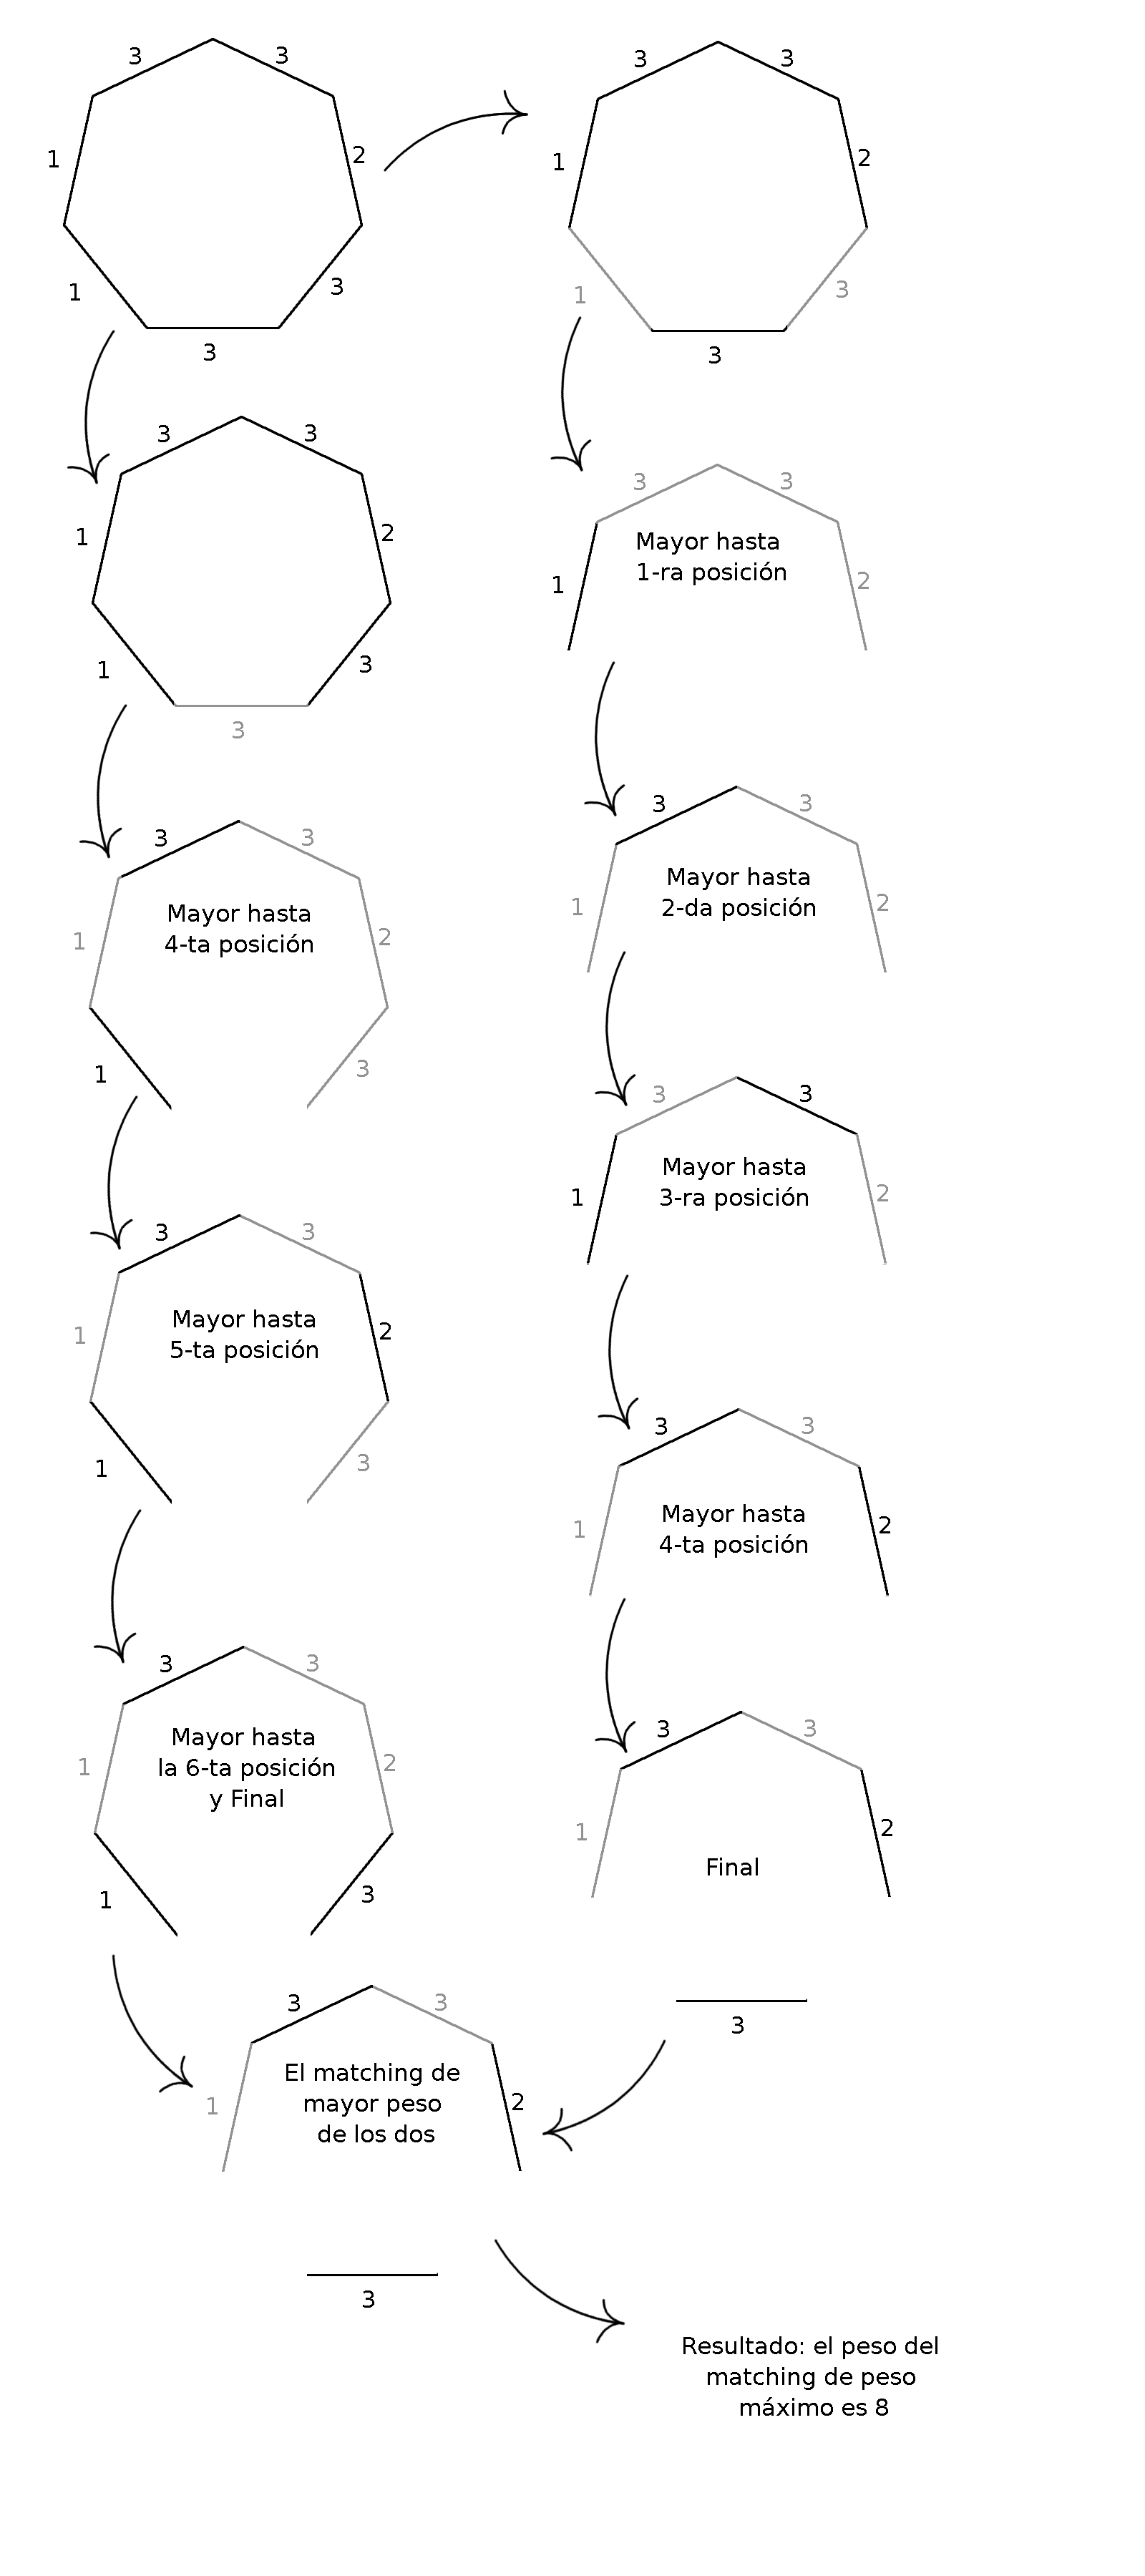 3 3
1 2
1 3
3
3 3
1 2
1 3
3
3 3
1 2
1 3
3
3 3
Mayor hasta
1-ra posición
1 2
3 3
Mayor hasta
4-ta posición
1 2
1 3
3 3
Mayor hasta
2-da posición
1 2
3 3
Mayor hasta
3-ra posición
1 2
3 3
Mayor hasta
5-ta posición
1 2
1 3
3 3
Mayor hasta
4-ta posición
1 2
3 3
Mayor hasta
la 6-ta posición
y Final
1 2
1 3
3 3
1 2
Final
3
3 3
El matching de
mayor peso
de los dos
1 2
3
Resultado: el peso del
matching de peso
máximo es 8